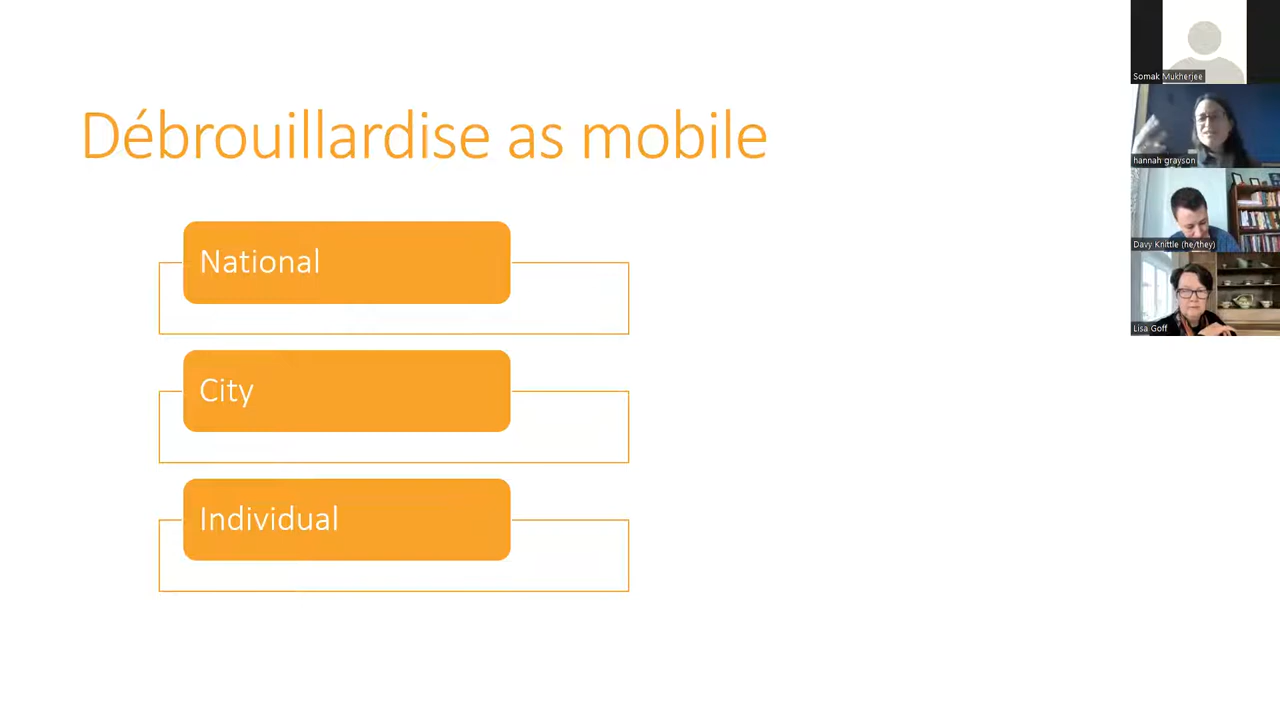 Débrouillardise as mobile
National
City
Individual
Somak Mukherjee
hannah grayson
Davy Knittle (he/they)
Lisa Goff